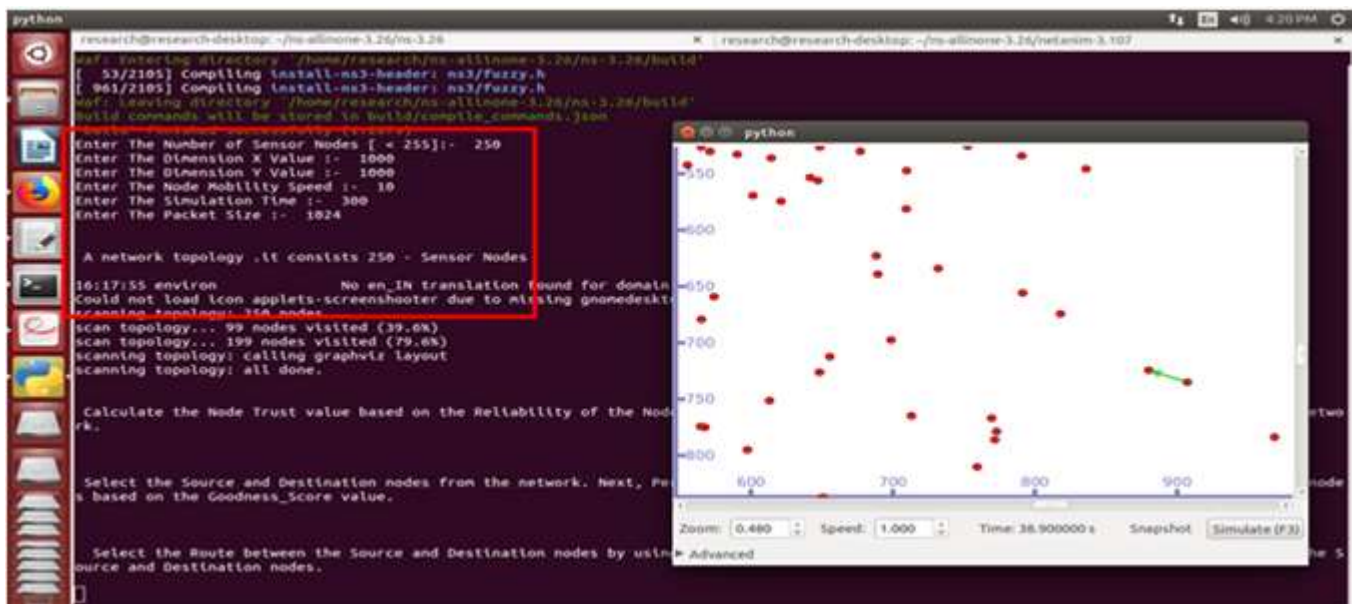 python
En
4:20 PM
research@research-desktop: ~/ns-allinone-3.26/ns-3.26
research@research-desktop: ~/ns-allinone-3.26/netanim-3.107
Waf: Entering directory `/home/research/ns-allinone-3.26/ns-3.26/build'
[ 53/2105] Compiling install-ns3-header: ns3/fuzzy.h
[ 961/2105] Compiling install-ns3-header: ns3/fuzzy.h
Waf: Leaving directory `/home/research/ns-allinone-3.26/ns-3.26/build'
Build commands will be stored in build/compile_commands.json
Enter The Number of Sensor Nodes [ < 255]:- 250
Enter The Dimension X Value :- 1000
Enter The Dimension Y Value :- 1000
Enter The Node Mobility Speed :- 10
Enter The Simulation Time :- 300
Enter The Packet Size :- 1024
A network topology .it consists 250 - Sensor Nodes
16:17:55 environ No en_IN translation found for domain
Could not load icon applets-screenshooter due to missing gnomedeskt
scanning topology: 250 nodes
scan topology... 99 nodes visited (39.6%)
scan topology... 199 nodes visited (79.6%)
scanning topology: calling graphviz layout
scanning topology: all done.
Calculate the Node Trust value based on the Reliability of the Nod
etwo
rk.
Select the Source and Destination nodes from the network. Next, Pe
node
s based on the Goodness_Score value.
Select the Route between the Source and Destination nodes by usin
he S
ource and Destination nodes.
python
550
600
650
700
750
800
600
700
800
900
Zoom: 0.480 Speed: 1.000 Time: 38.900000 s Snapshot Simulate (F3)
Advanced